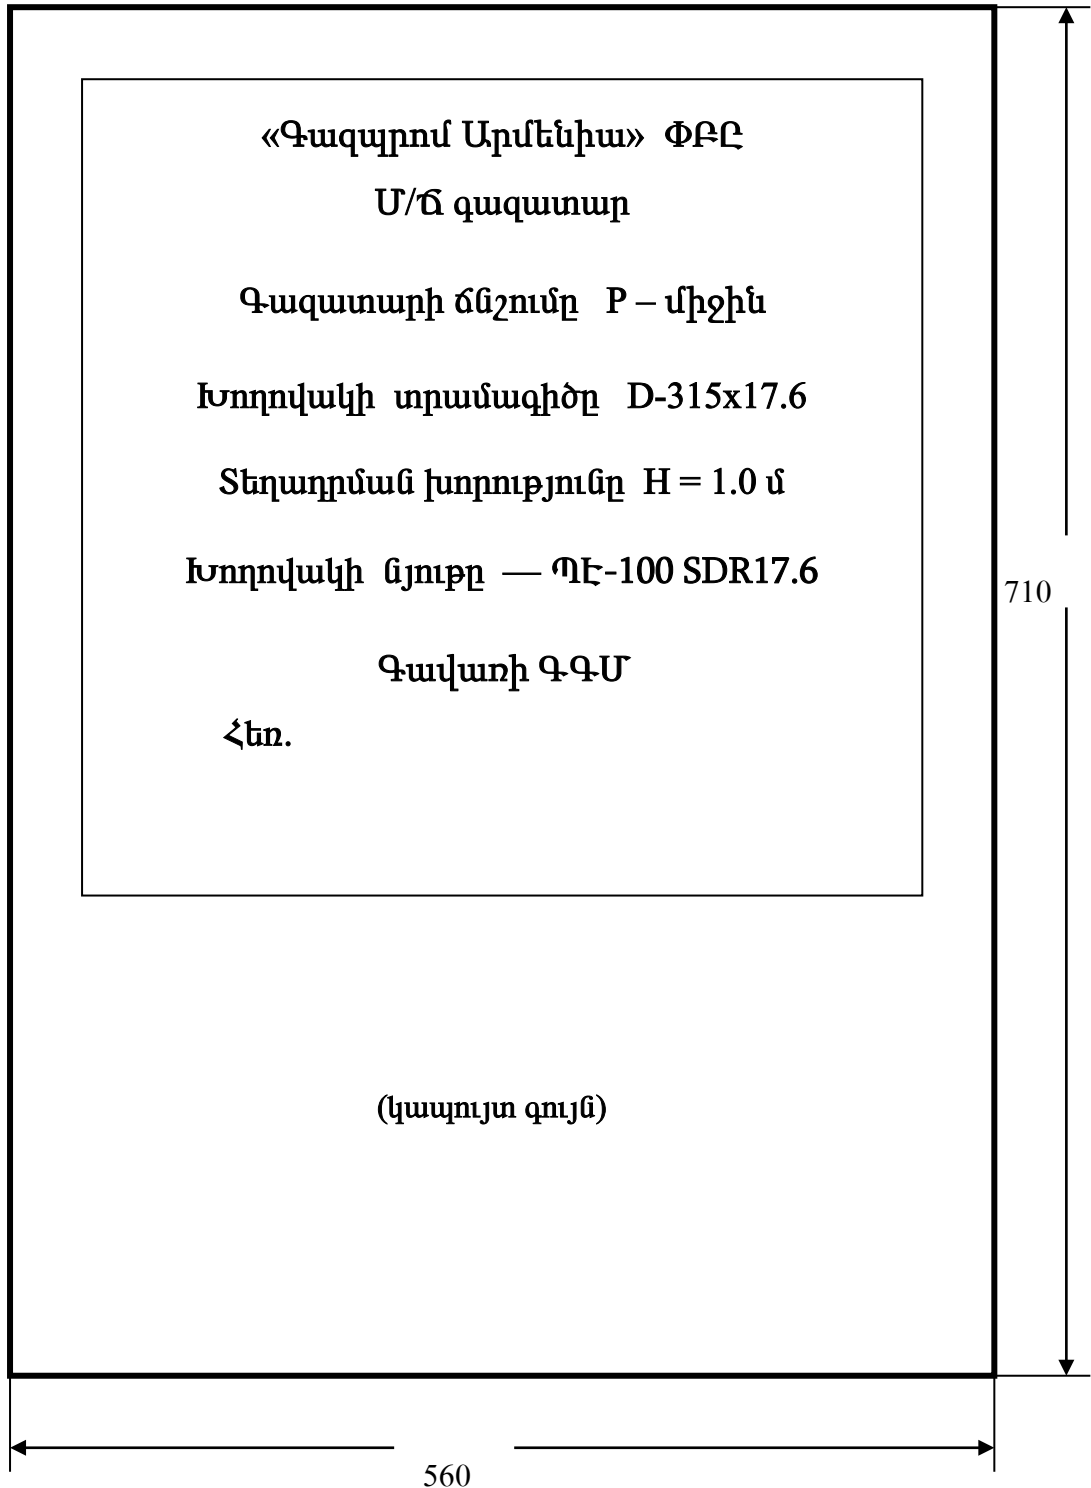 «Գազպրոմ Արմենիա» ՓԲԸ
Մ/Ճ գազատար
Գազատարի ճնշումը P – միջին
Խողովակի տրամագիծը D-315x17.6
Տեղադրման խորությունը H = 1.0 մ
Խողովակի նյութը — ՊԷ-100 SDR17.6
710
Գավառի ԳԳՄ
Հեռ.
(կապույտ գույն)
560